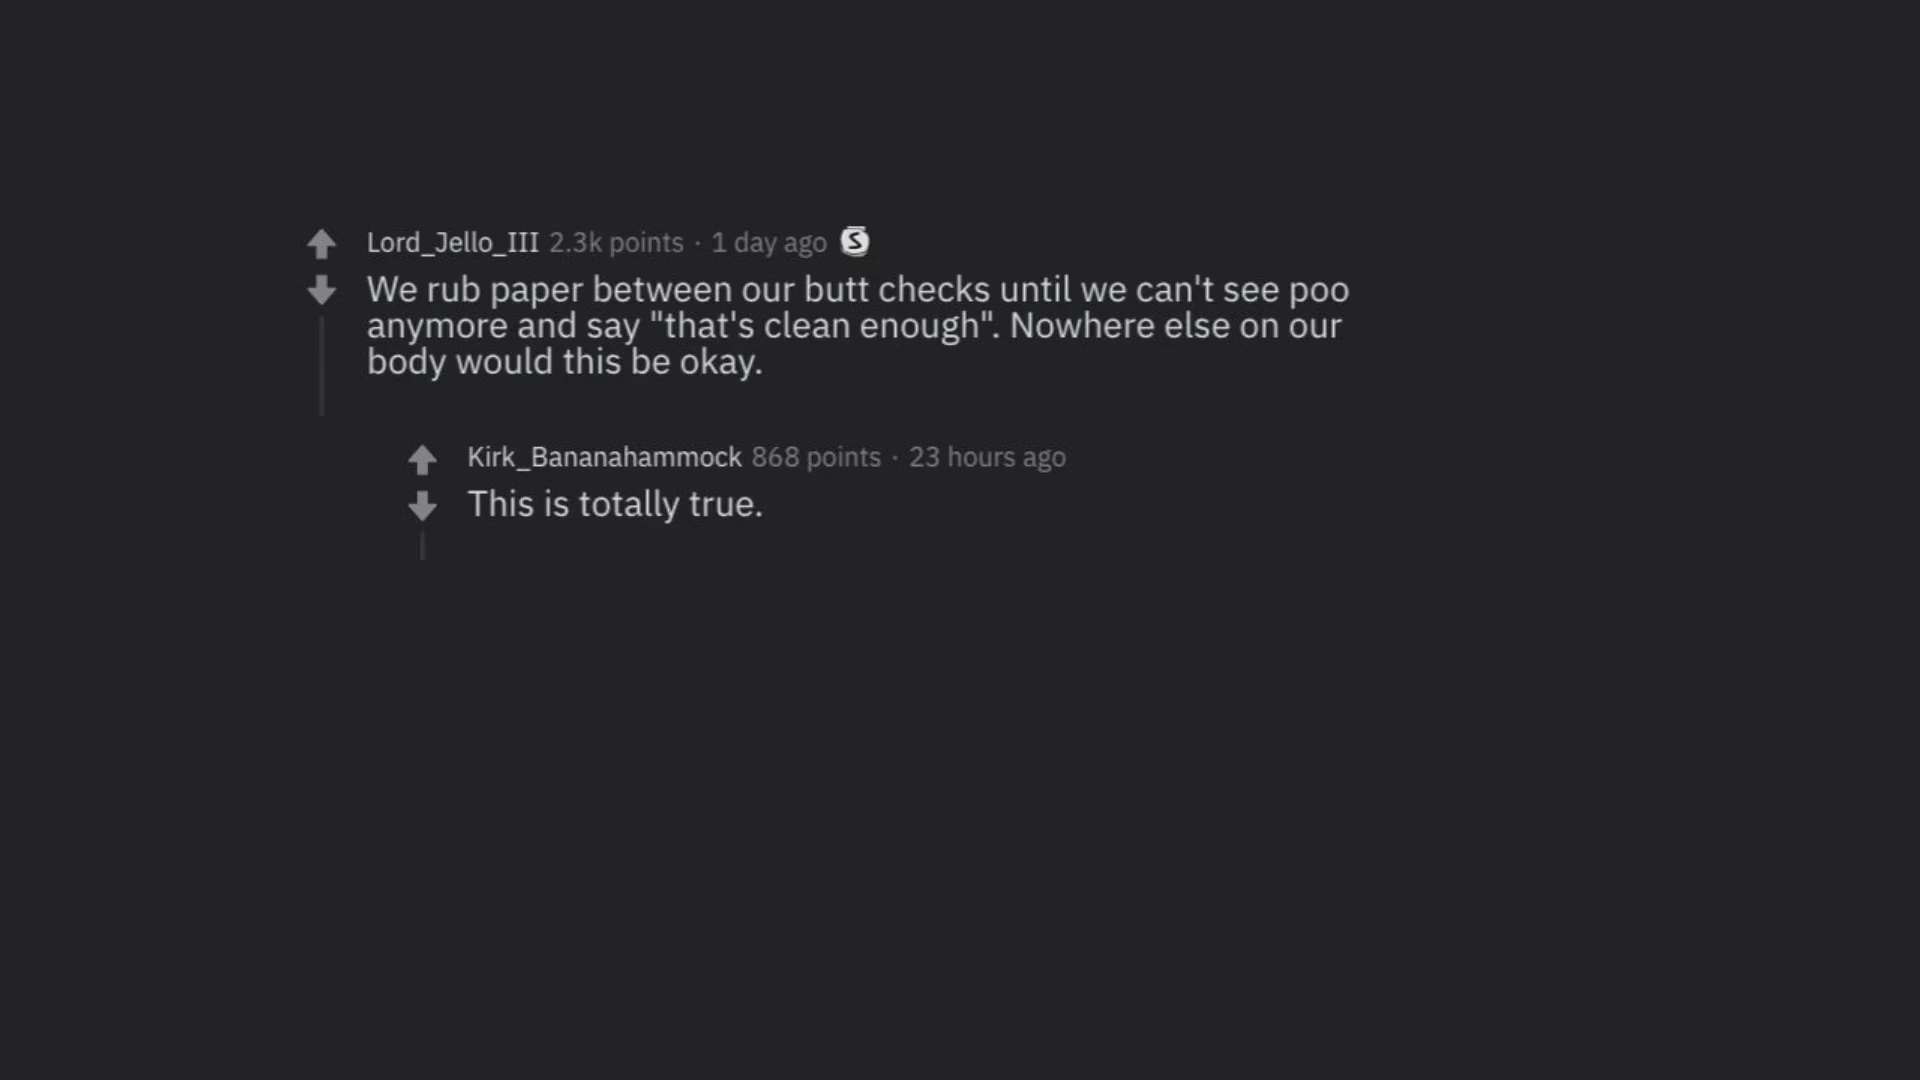 Lord_Jello_III 2.3k points · 1 day ago S
We rub paper between our butt checks until we can't see poo
anymore and say "that's clean enough". Nowhere else on our
body would this be okay.
Kirk_Bananahammock 868 points · 23 hours ago
This is totally true.